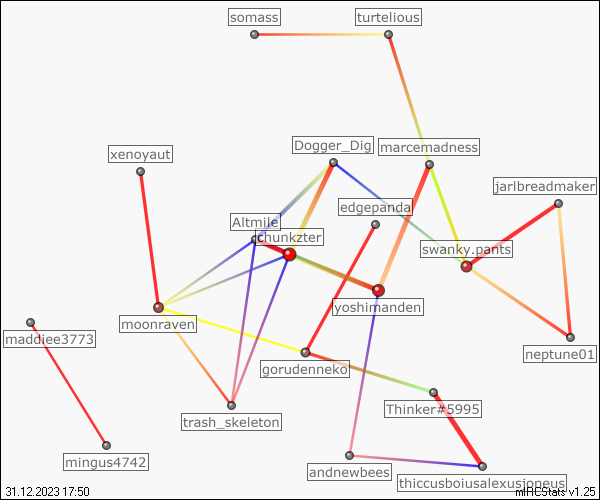 somass
turtelious
Dogger_Dig
marcemadness
xenoyaut
edgepanda
jarlbreadmaker
Altmile
chunkzter
swanky.pants
yoshimanden
moonraven
maddiee3773
neptune01
gorudenneko
Thinker#5995
trash_skeleton
mingus4742
andnewbees
thiccusboiusalexusjoneus
31.12.2023 17:50
mIRCStats v1.25